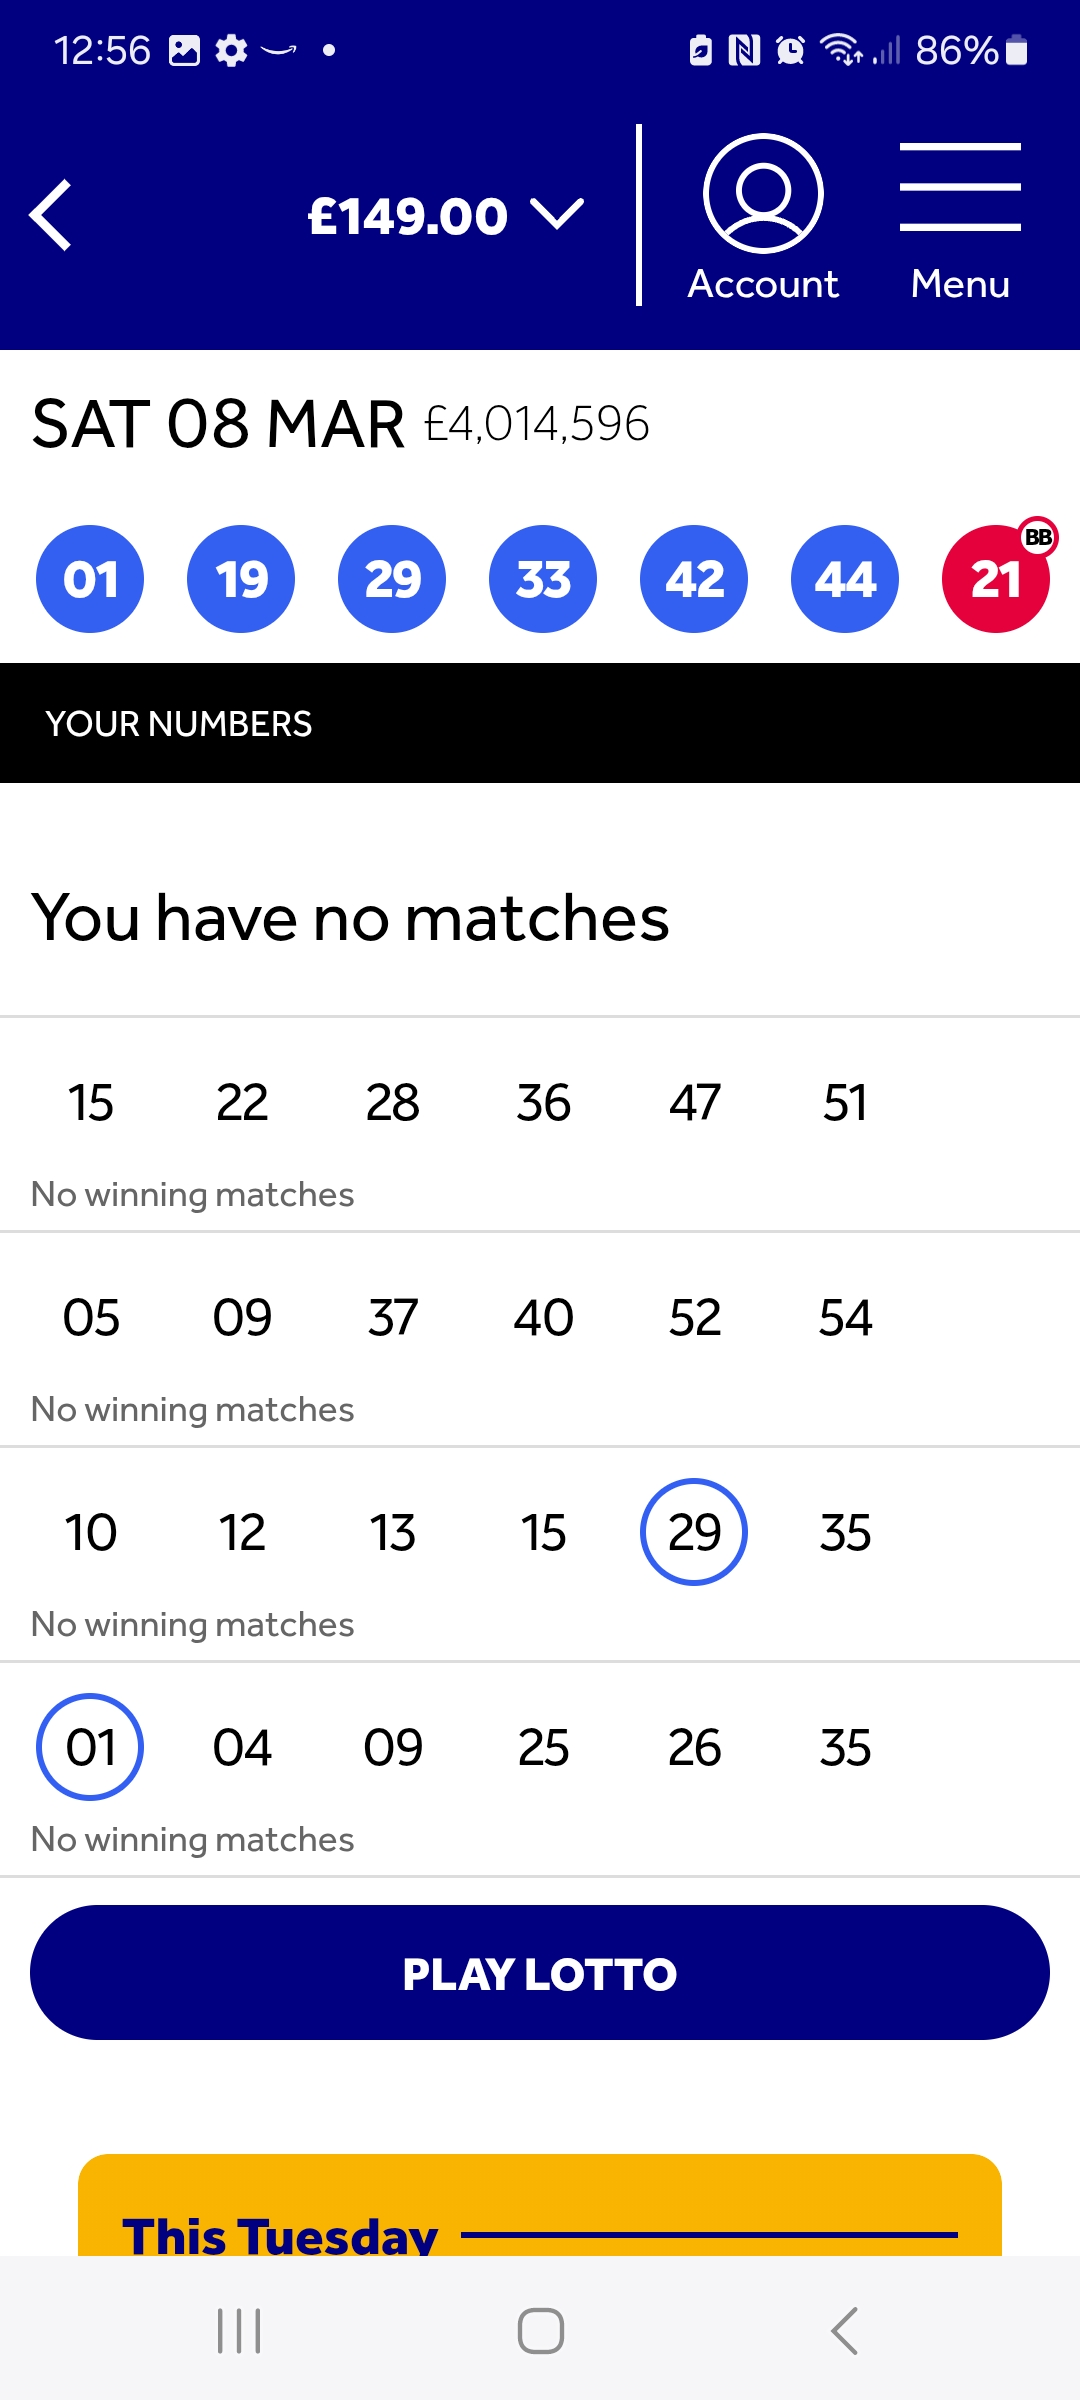 12:56 86%
£149.00
Account Menu
SAT 08 MAR £4,014,596
BB
01 19 29 33 42 44 21
YOUR NUMBERS
You have no matches
15 22 28 36 47 51
No winning matches
05 09 37 40 52 54
No winning matches
10 12 13 15 29 35
No winning matches
01 04 09 25 26 35
No winning matches
PLAY LOTTO
This Tuesday